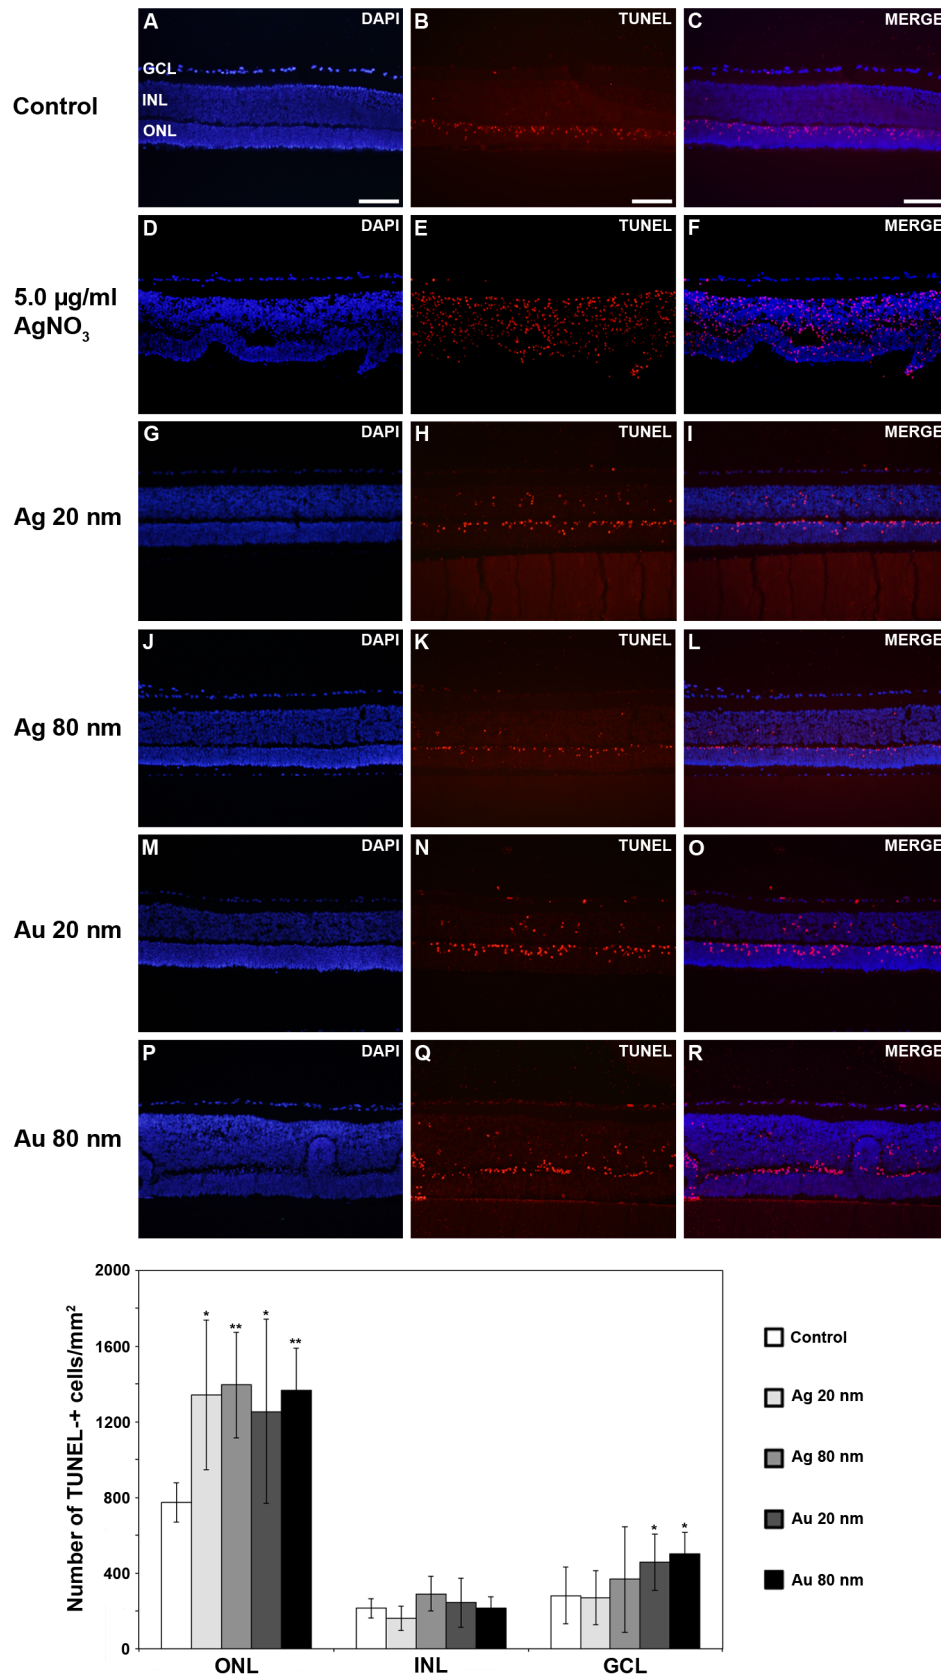 A DAPI
B TUNEL
C MERGE
GCL
INL
ONL
Control
D DAPI
E TUNEL
F MERGE
5.0 µg/ml
AgNO3
G DAPI
H TUNEL
I MERGE
Ag 20 nm
J DAPI
K TUNEL
L MERGE
Ag 80 nm
M DAPI
N TUNEL
O MERGE
Au 20 nm
P DAPI
Q TUNEL
R MERGE
Au 80 nm
Number of TUNEL-+ cells/mm²
2000
1600
1200
800
400
0
* ** * **
* *
ONL INL GCL
Control
Ag 20 nm
Ag 80 nm
Au 20 nm
Au 80 nm